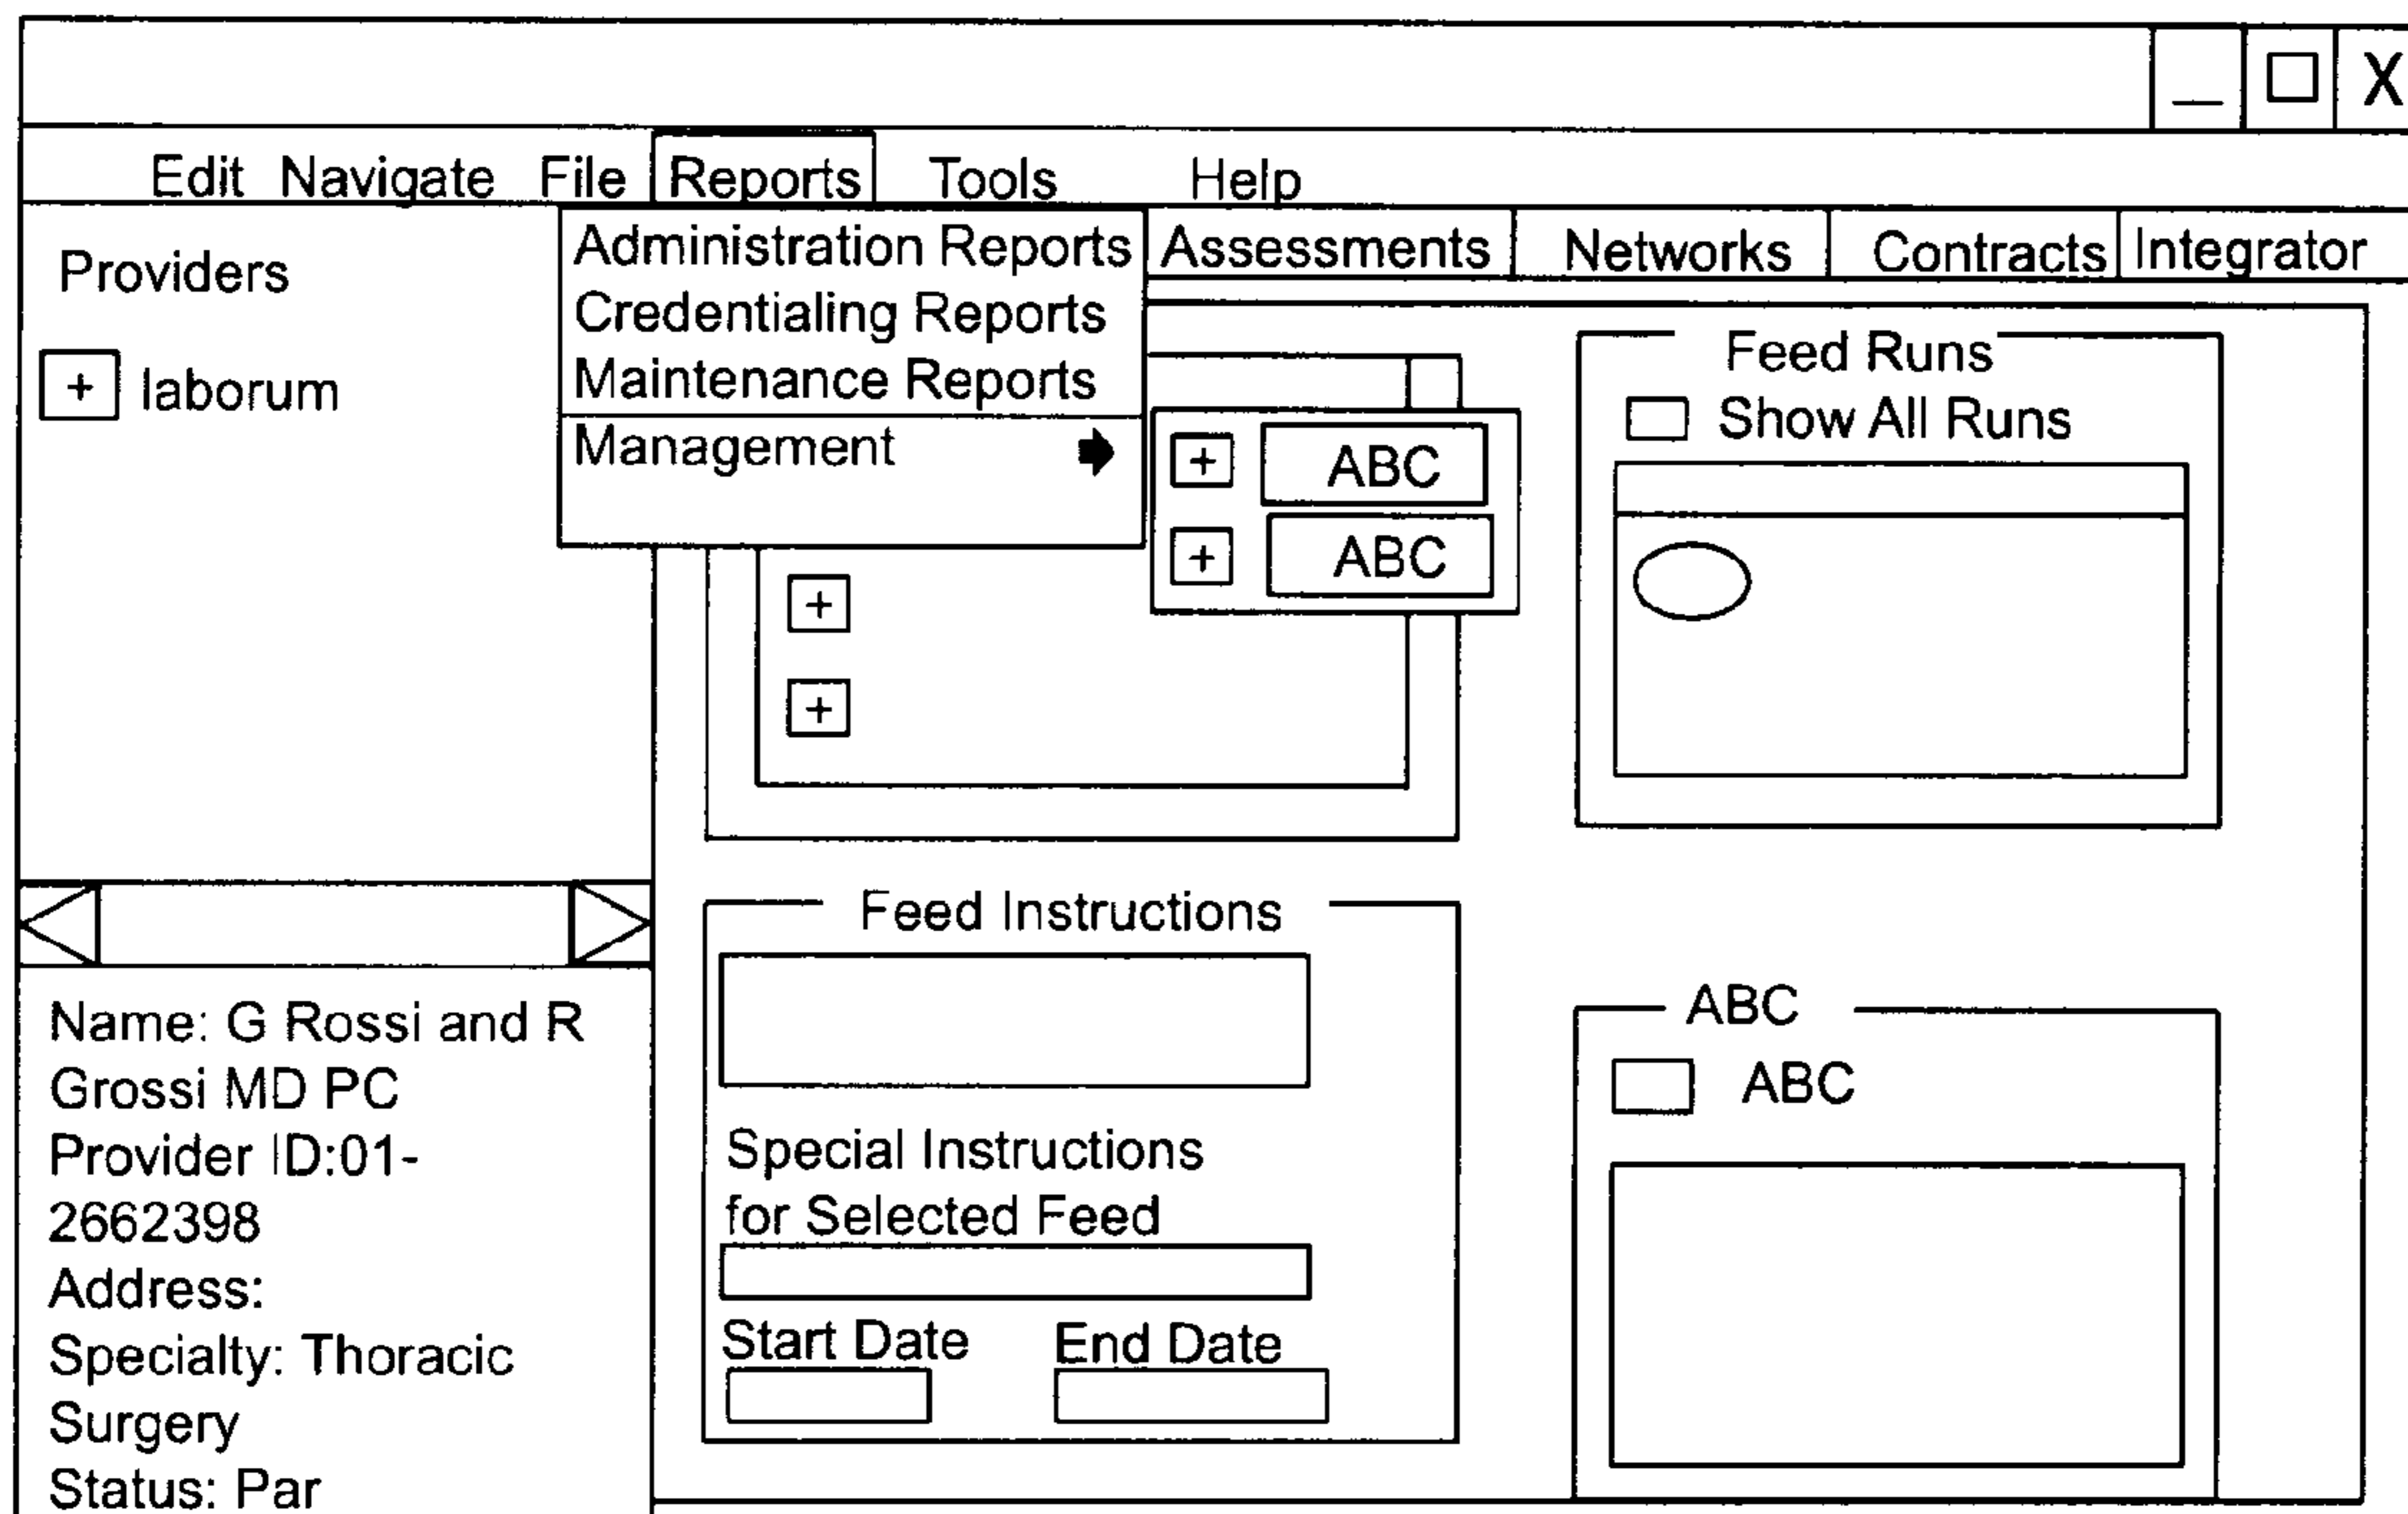 X
Edit Navigate File Reports Tools Help
Administration Reports
Credentialing Reports
Maintenance Reports
Management
Assessments Networks Contracts Integrator
Providers
+ laborum
+ ABC
+ ABC
+
+
Feed Runs
Show All Runs
Name: G Rossi and R
Grossi MD PC
Provider ID:01-
2662398
Address:
Specialty: Thoracic
Surgery
Status: Par
Feed Instructions
Special Instructions
for Selected Feed
Start Date End Date
ABC
ABC